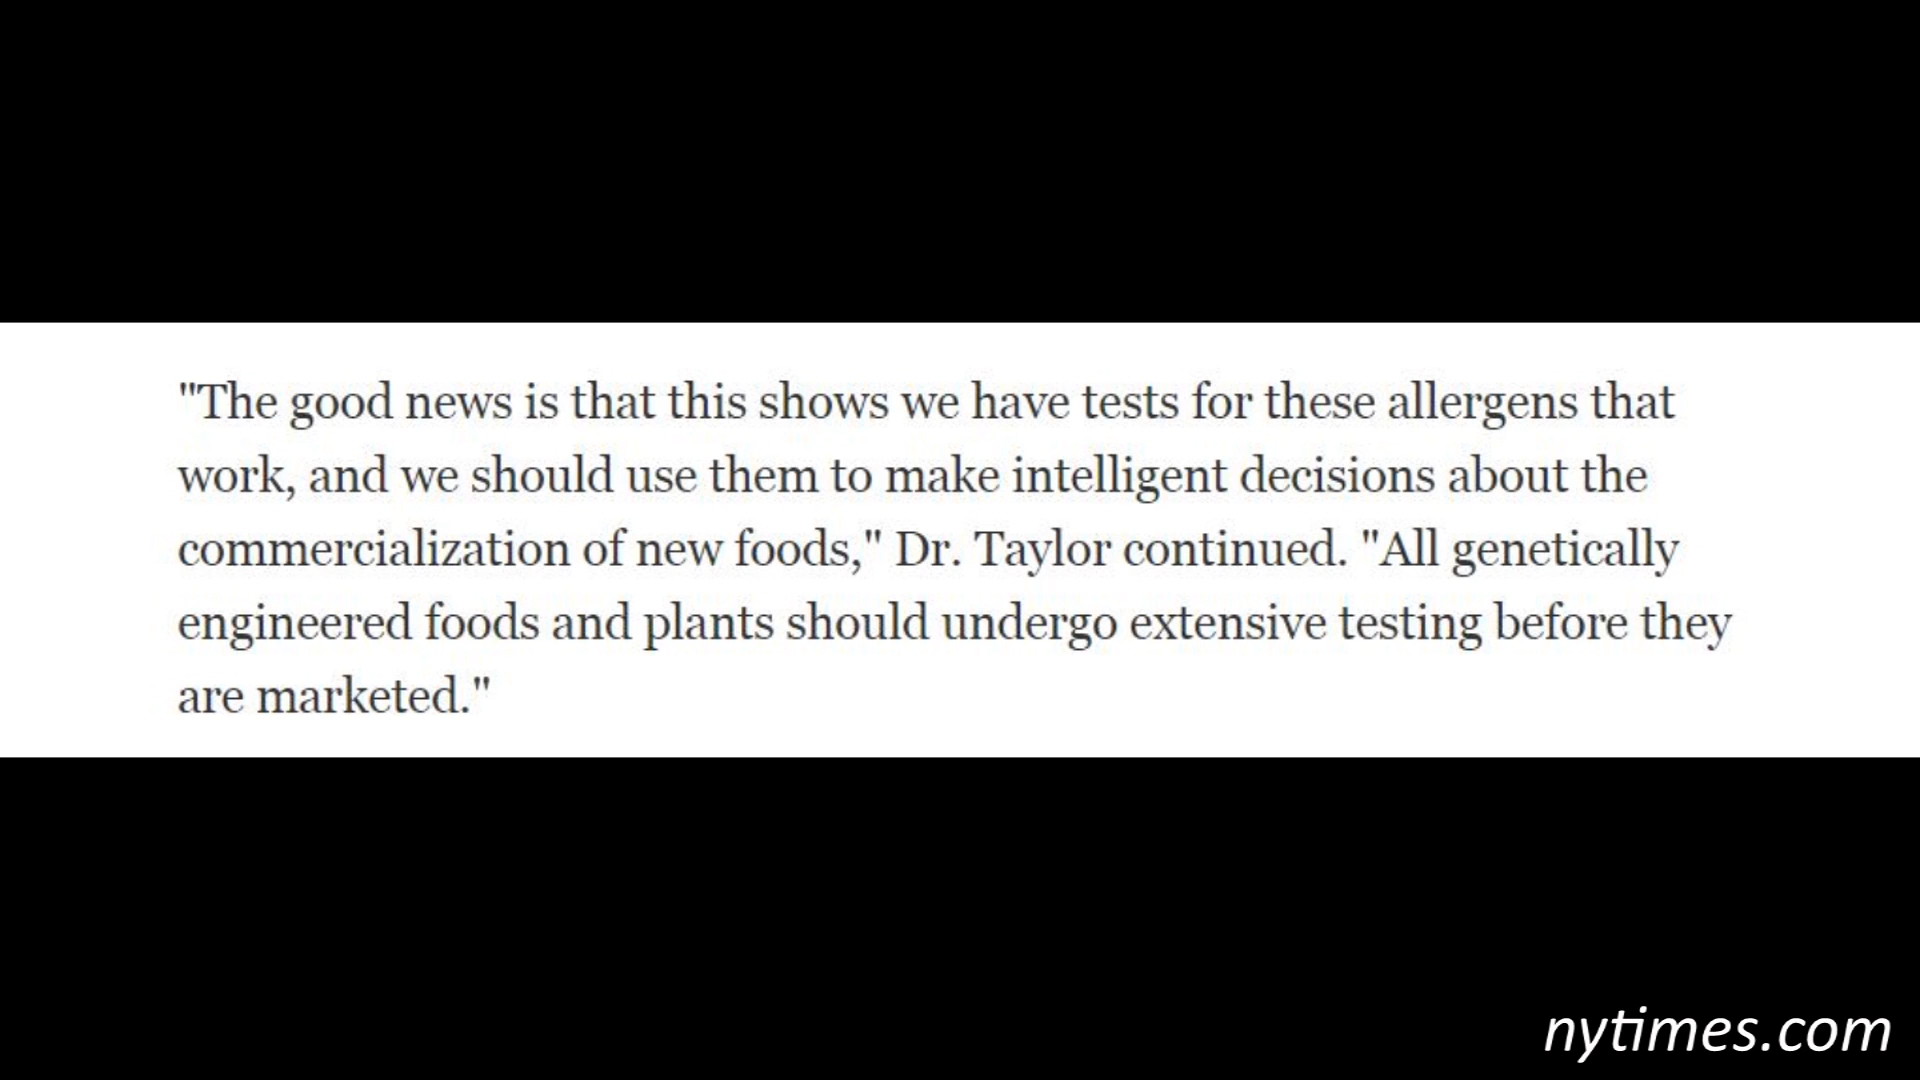 "The good news is that this shows we have tests for these allergens that
work, and we should use them to make intelligent decisions about the
commercialization of new foods," Dr. Taylor continued. "All genetically
engineered foods and plants should undergo extensive testing before they
are marketed."
nytimes.com